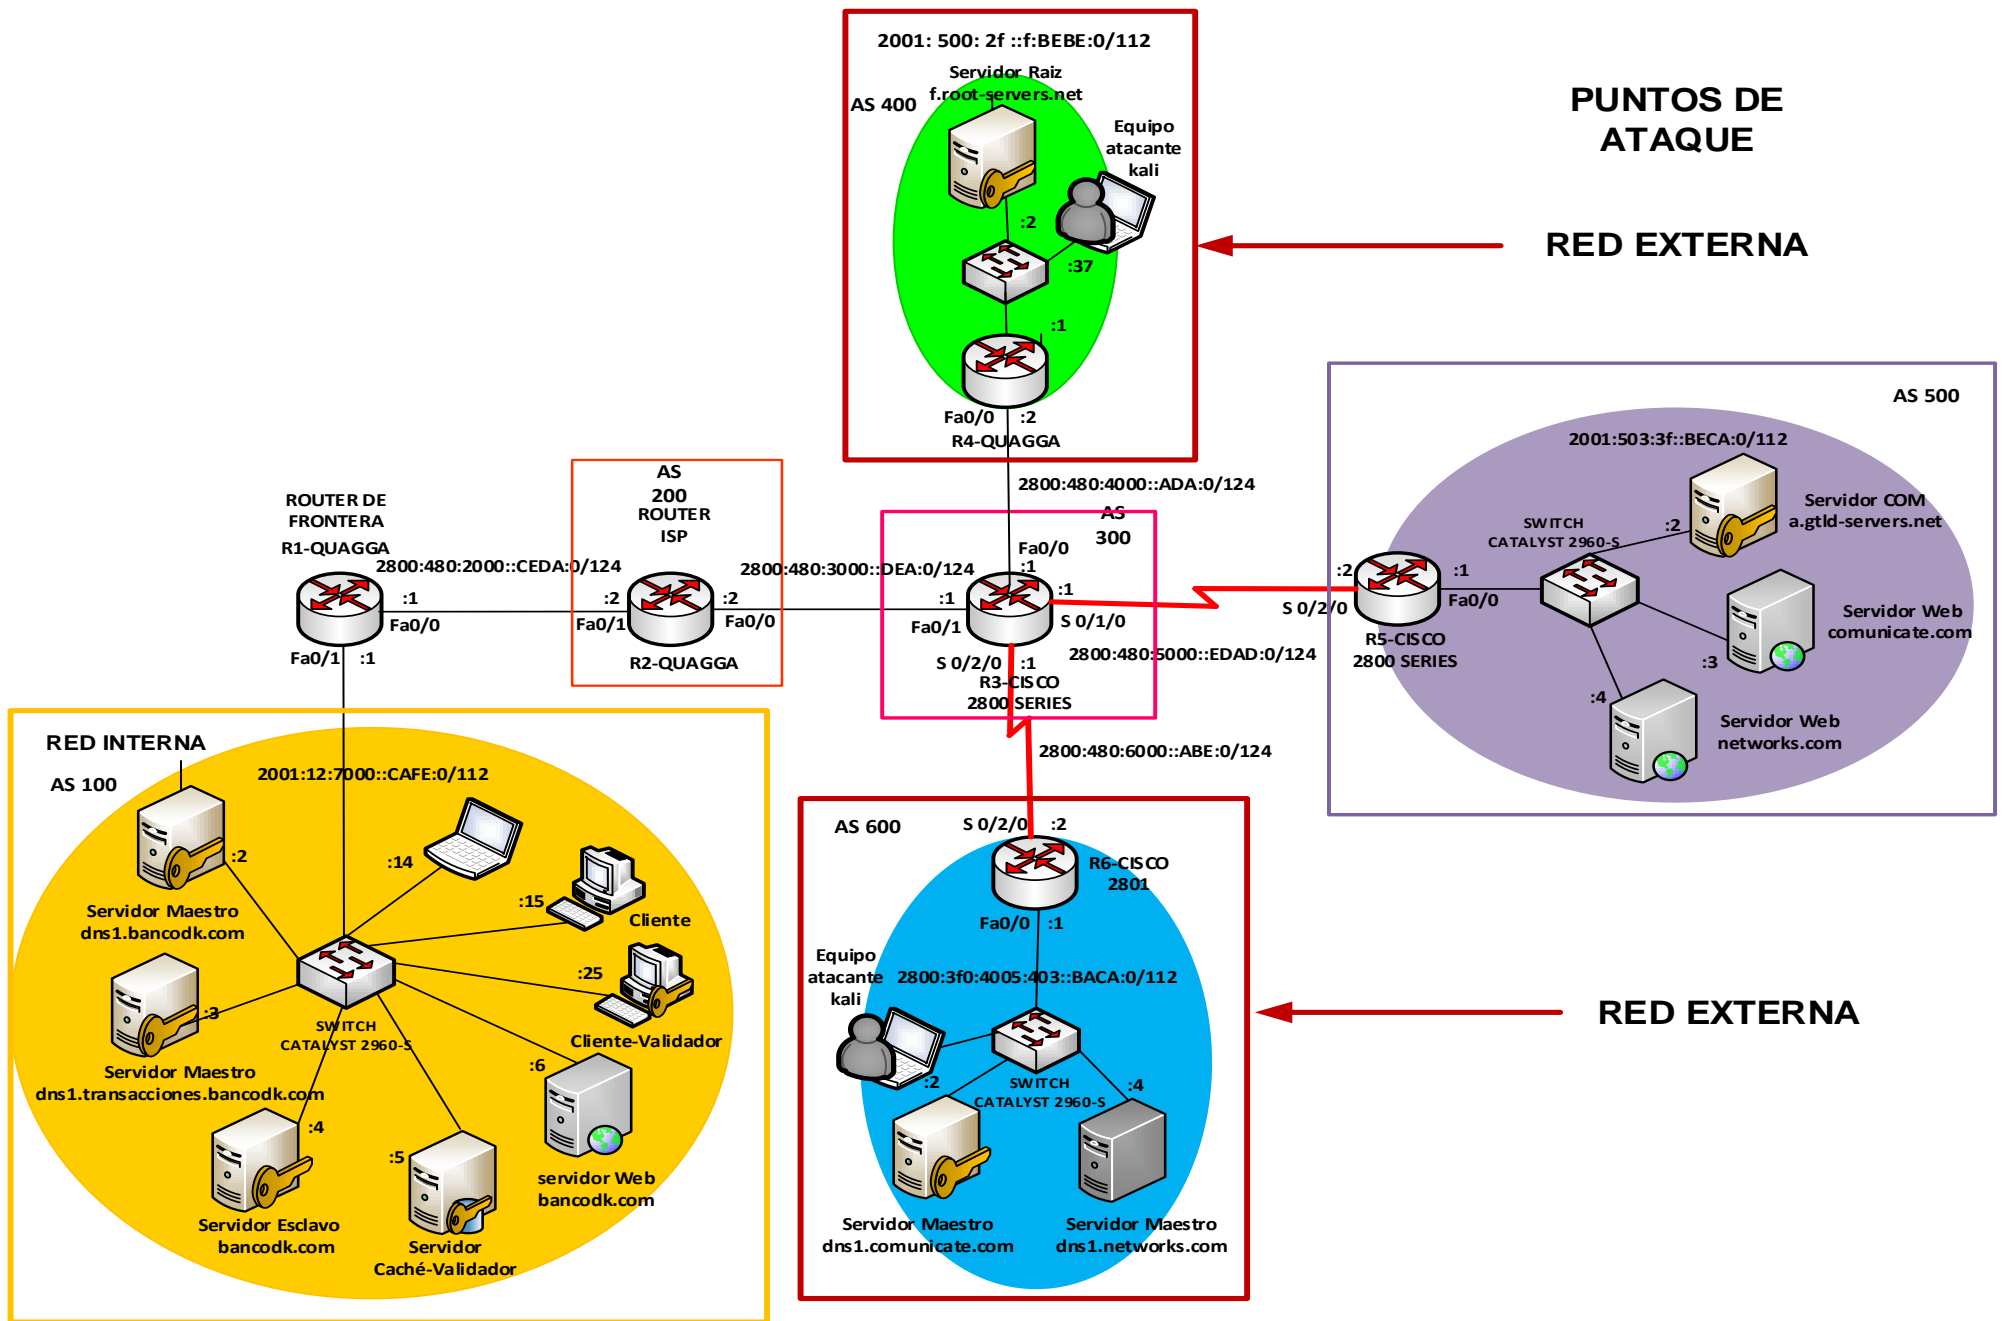 2001: 500: 2f ::f:BEBE:0/112
Servidor Raiz
f.root-servers.net
AS 400
Equipo
atacante
kali
:2
:37
:1
Fa0/0
:2
R4-QUAGGA
PUNTOS DE
ATAQUE
RED EXTERNA
2800:480:4000::ADA:0/124
AS 500
2001:503:3f::BECA:0/112
Servidor COM
a.gtld-servers.net
SWITCH
CATALYST 2960-S
:2
:2
:1
S 0/2/0
Fa0/0
R5-CISCO
2800 SERIES
Servidor Web
comunicate.com
:3
:4
Servidor Web
networks.com
ROUTER DE
FRONTERA
R1-QUAGGA
2800:480:2000::CEDA:0/124
:1
Fa0/0
Fa0/1
:1
AS
200
ROUTER
ISP
:2
:2
Fa0/1
Fa0/0
R2-QUAGGA
2800:480:3000::DEA:0/124
AS
300
Fa0/0
:1
:1
:1
Fa0/1
S 0/1/0
S 0/2/0
:1
2800:480:5000::EDAD:0/124
R3-CISCO
2800 SERIES
2800:480:6000::ABE:0/124
RED INTERNA
AS 100
2001:12:7000::CAFE:0/112
:2
:14
:15
Cliente
Servidor Maestro
dns1.bancodk.com
:25
Cliente-Validador
:3
SWITCH
CATALYST 2960-S
Servidor Maestro
dns1.transacciones.bancodk.com
:6
:4
:5
servidor Web
bancodk.com
Servidor Esclavo
bancodk.com
Servidor
Caché-Validador
AS 600
S 0/2/0
:2
R6-CISCO
2801
Fa0/0
:1
Equipo
atacante
kali
2800:3f0:4005:403::BACA:0/112
:2
SWITCH
CATALYST 2960-S
:4
Servidor Maestro
dns1.comunicate.com
Servidor Maestro
dns1.networks.com
RED EXTERNA